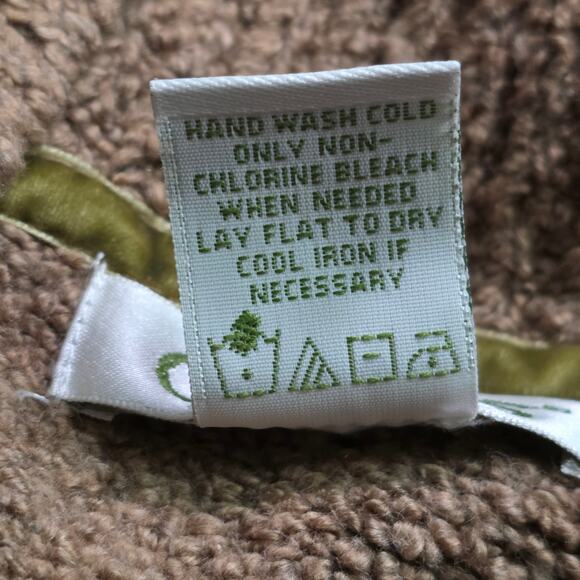 HAND WASH COLD
ONLY NON-
CHLORINE BLEACH
WHEN NEEDED
LAY FLAT TO DRY
COOL IRON IF
NECESSARY